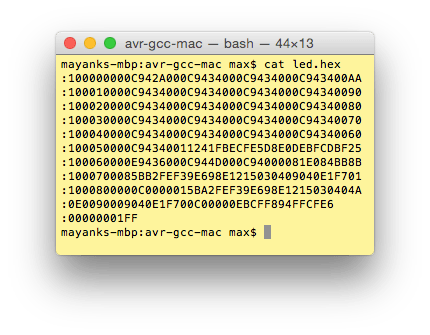 avr-gcc-mac — bash — 44×13
mayanks-mbp:avr-gcc-mac max$ cat led.hex
:100000000C942A000C9434000C9434000C943400AA
:100010000C9434000C9434000C9434000C94340090
:100020000C9434000C9434000C9434000C94340080
:100030000C9434000C9434000C9434000C94340070
:100040000C9434000C9434000C9434000C94340060
:100050000C94340011241FBECFE5D8E0DEBFCDBF25
:100060000E9436000C944D000C94000081E084BB8B
:1000700085BB2FEF39E698E1215030409040E1F701
:1000800000C0000015BA2FEF39E698E1215030404A
:0E0090009040E1F700C00000EBCFF894FFCFE6
:00000001FF
mayanks-mbp:avr-gcc-mac max$